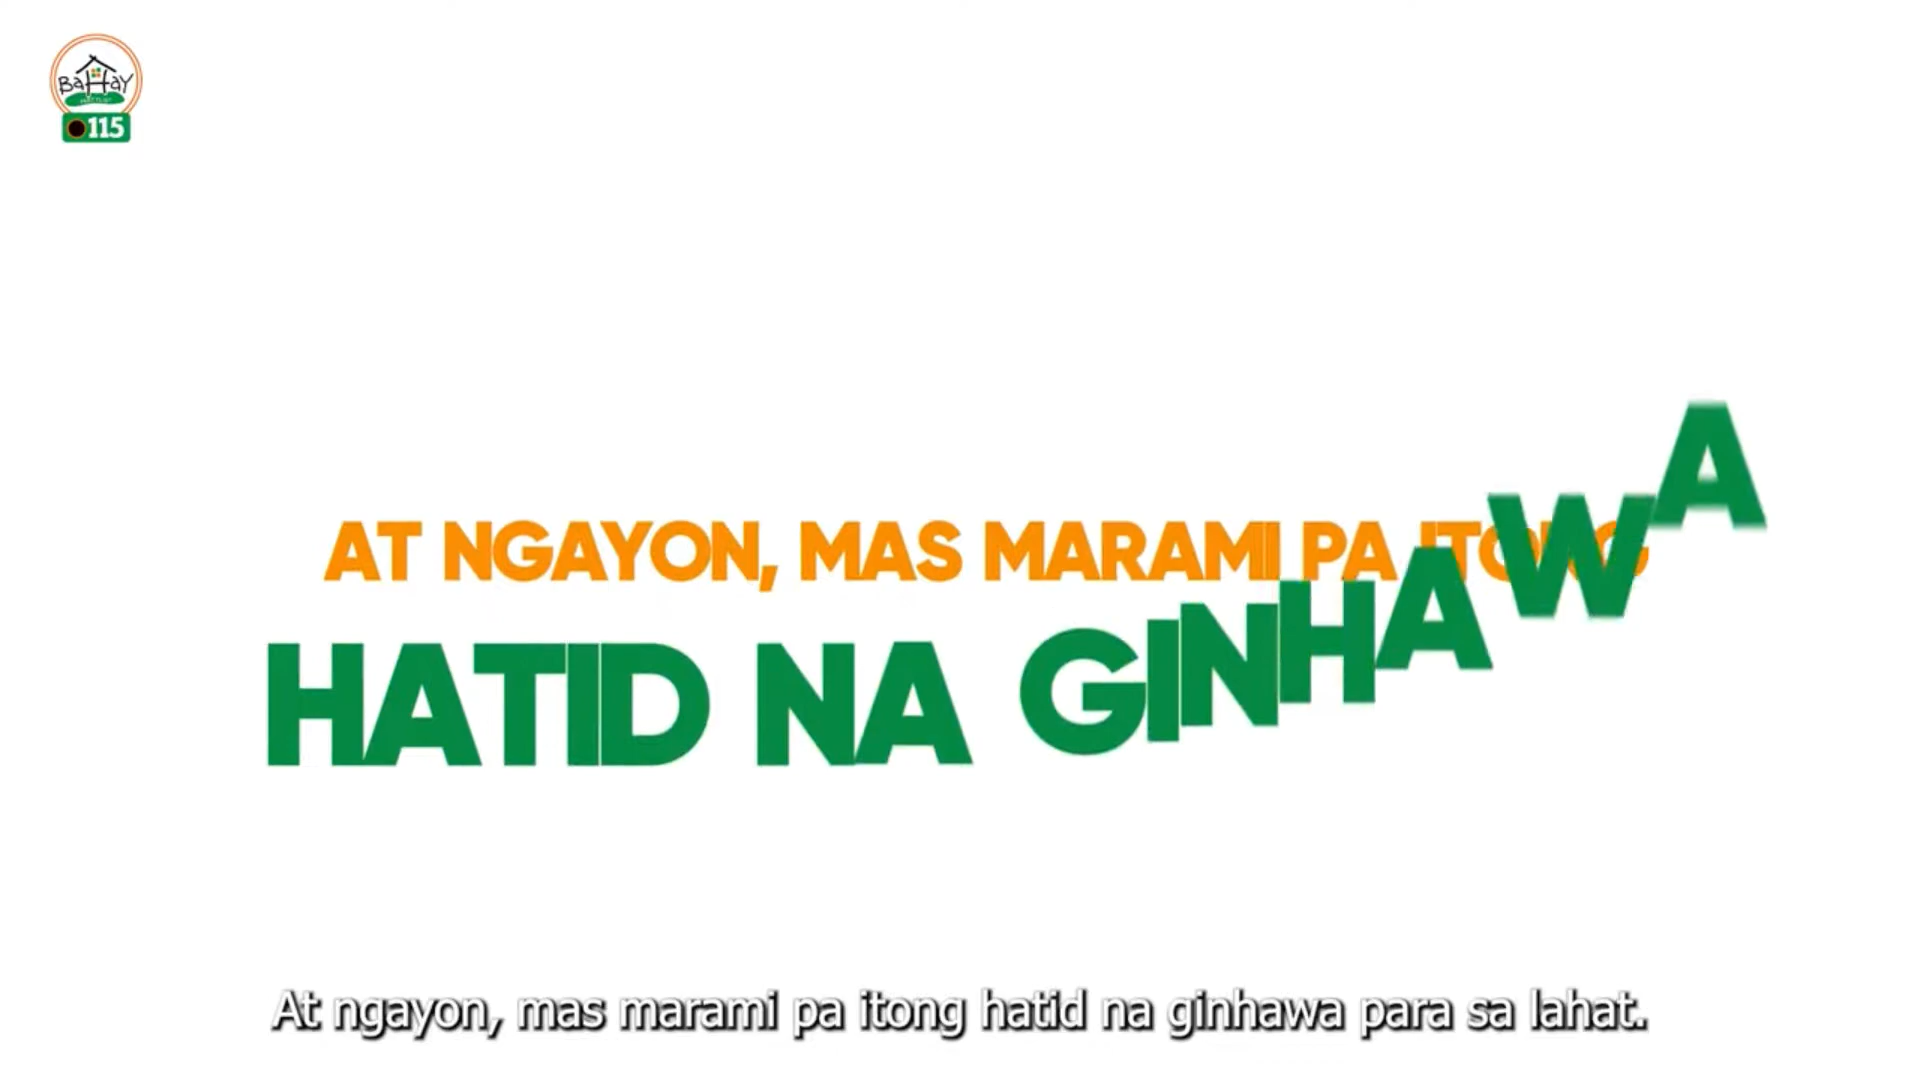 BaHaY
115
AT NGAYON, MAS MARAMI PA ITONG
HATID NA GINHAWA
At ngayon, mas marami pa itong hatid na ginhawa para sa lahat.